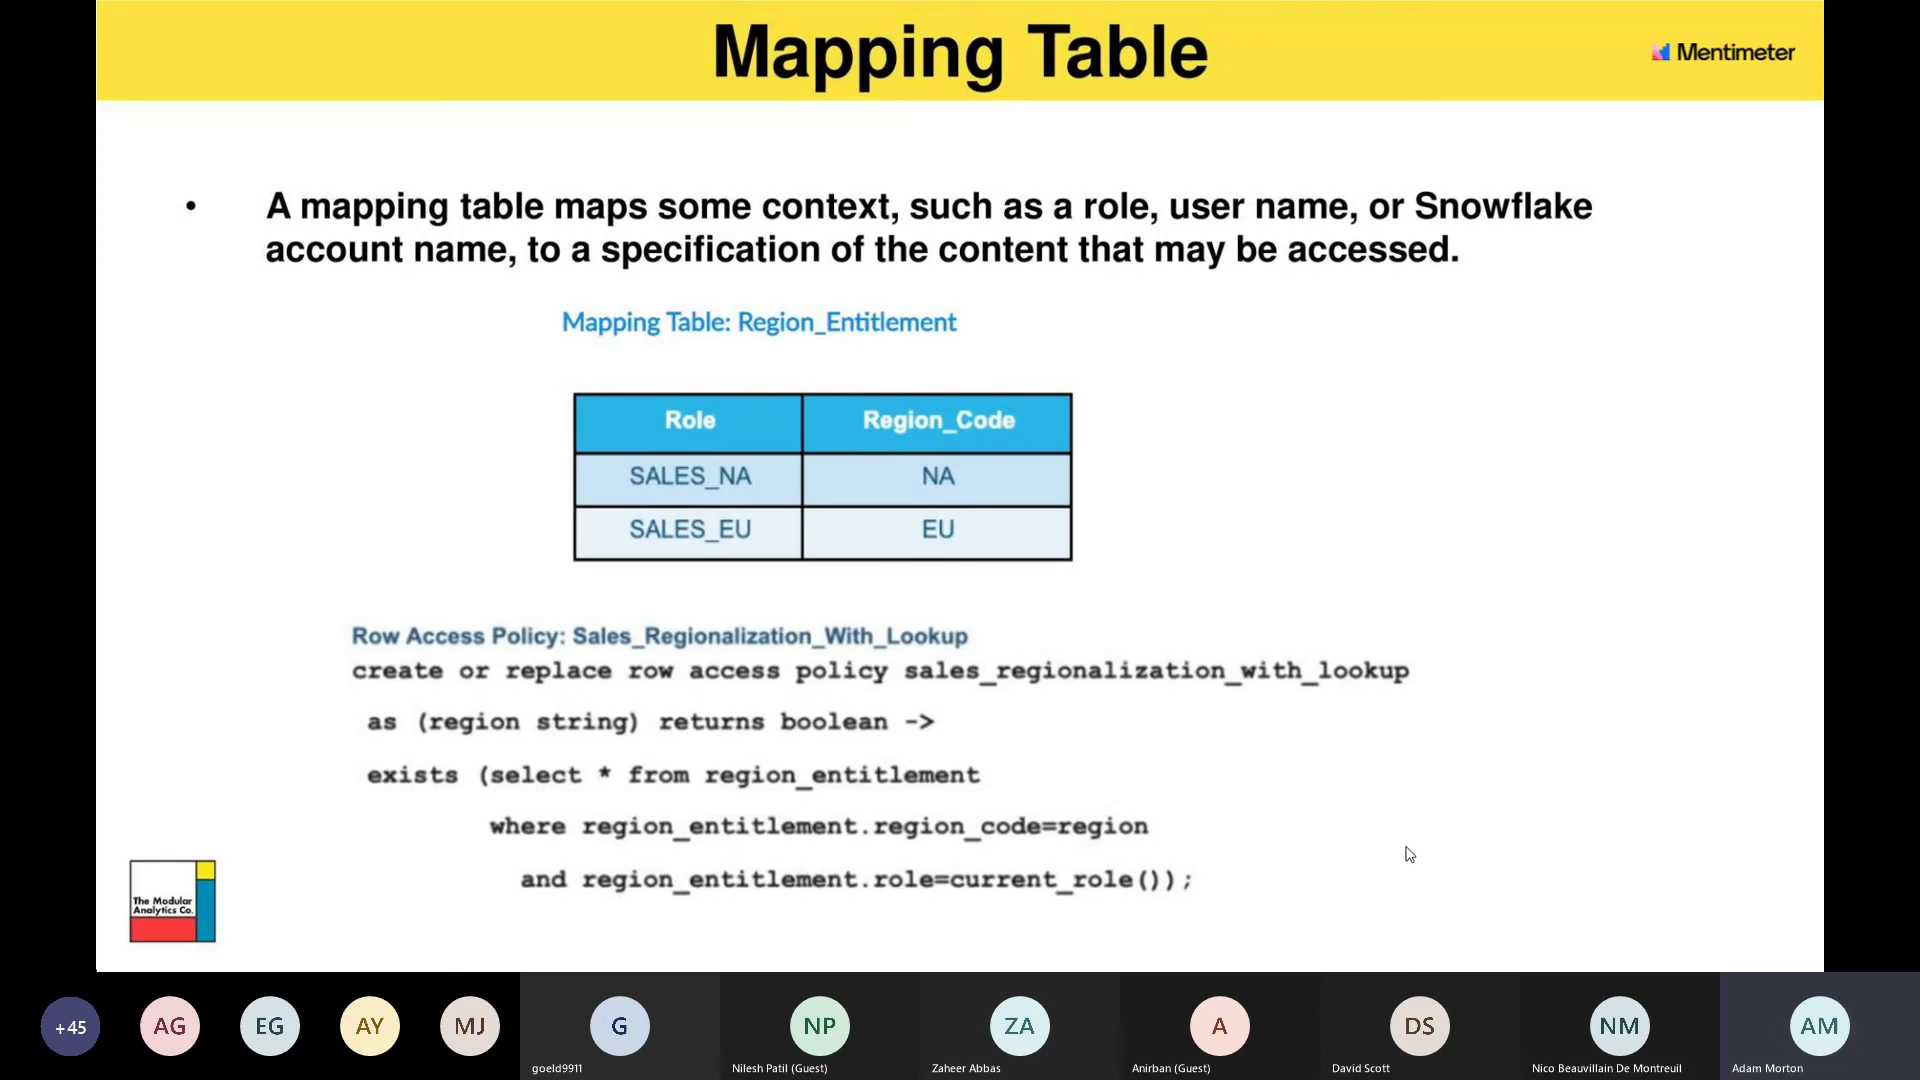 Mapping Table
Mentimeter
• A mapping table maps some context, such as a role, user name, or Snowflake
account name, to a specification of the content that may be accessed.
Mapping Table: Region_Entitlement
Role Region_Code
SALES_NA NA
SALES_EU EU
Row Access Policy: Sales_Regionalization_With_Lookup
create or replace row access policy sales_regionalization_with_lookup
as (region string) returns boolean ->
exists (select * from region_entitlement
where region_entitlement.region_code=region
and region_entitlement.role=current_role());
The Modular
Analytics Co.
+45 AG EG AY MJ G NP ZA A DS NM AM
goeld9911 Nilesh Patil (Guest) Zaheer Abbas Anirban (Guest) David Scott Nico Beauvillain De Montreuil Adam Morton